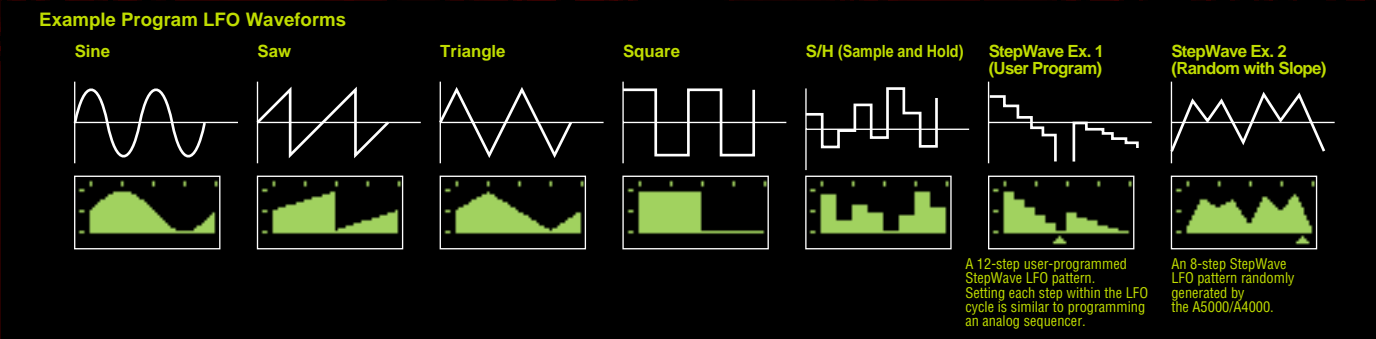 Example Program LFO Waveforms
Sine
Saw
Triangle
Square
S/H (Sample and Hold)
StepWave Ex. 1
(User Program)
StepWave Ex. 2
(Random with Slope)
A 12-step user-programmed
StepWave LFO pattern.
Setting each step within the LFO
cycle is similar to programming
an analog sequencer.
An 8-step StepWave
LFO pattern randomly
generated by
the A5000/A4000.